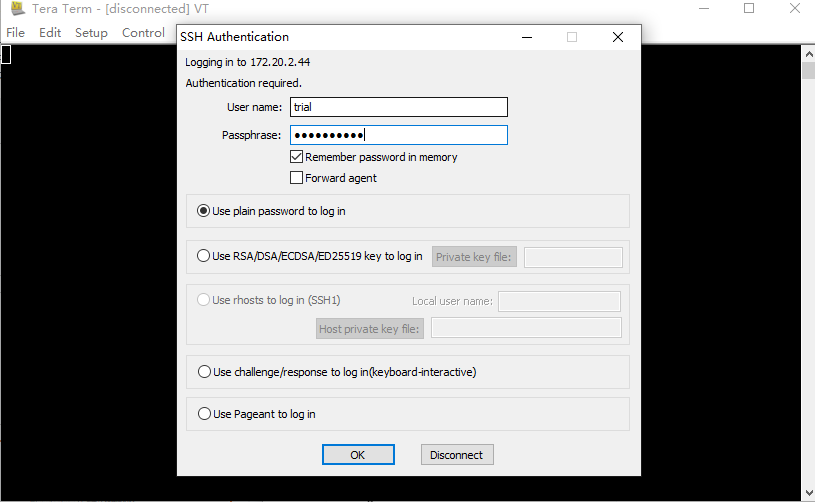 Tera Term - [disconnected] VT
File Edit Setup Control
SSH Authentication
Logging in to 172.20.2.44
Authentication required.
User name: trial
Passphrase: ●●●●●●●●●●
Remember password in memory
Forward agent
Use plain password to log in
Use RSA/DSA/ECDSA/ED25519 key to log in Private key file:
Use rhosts to log in (SSH1) Local user name:
Host private key file:
Use challenge/response to log in(keyboard-interactive)
Use Pageant to log in
OK Disconnect